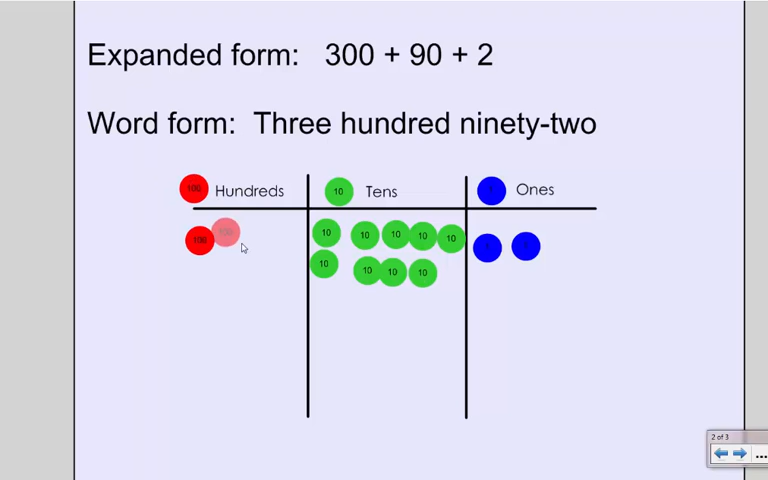 Expanded form: 300 + 90 + 2
Word form: Three hundred ninety-two
100 Hundreds 10 Tens Ones
100 100 10 10 10 10 10
10 10 10 10
2 of 3